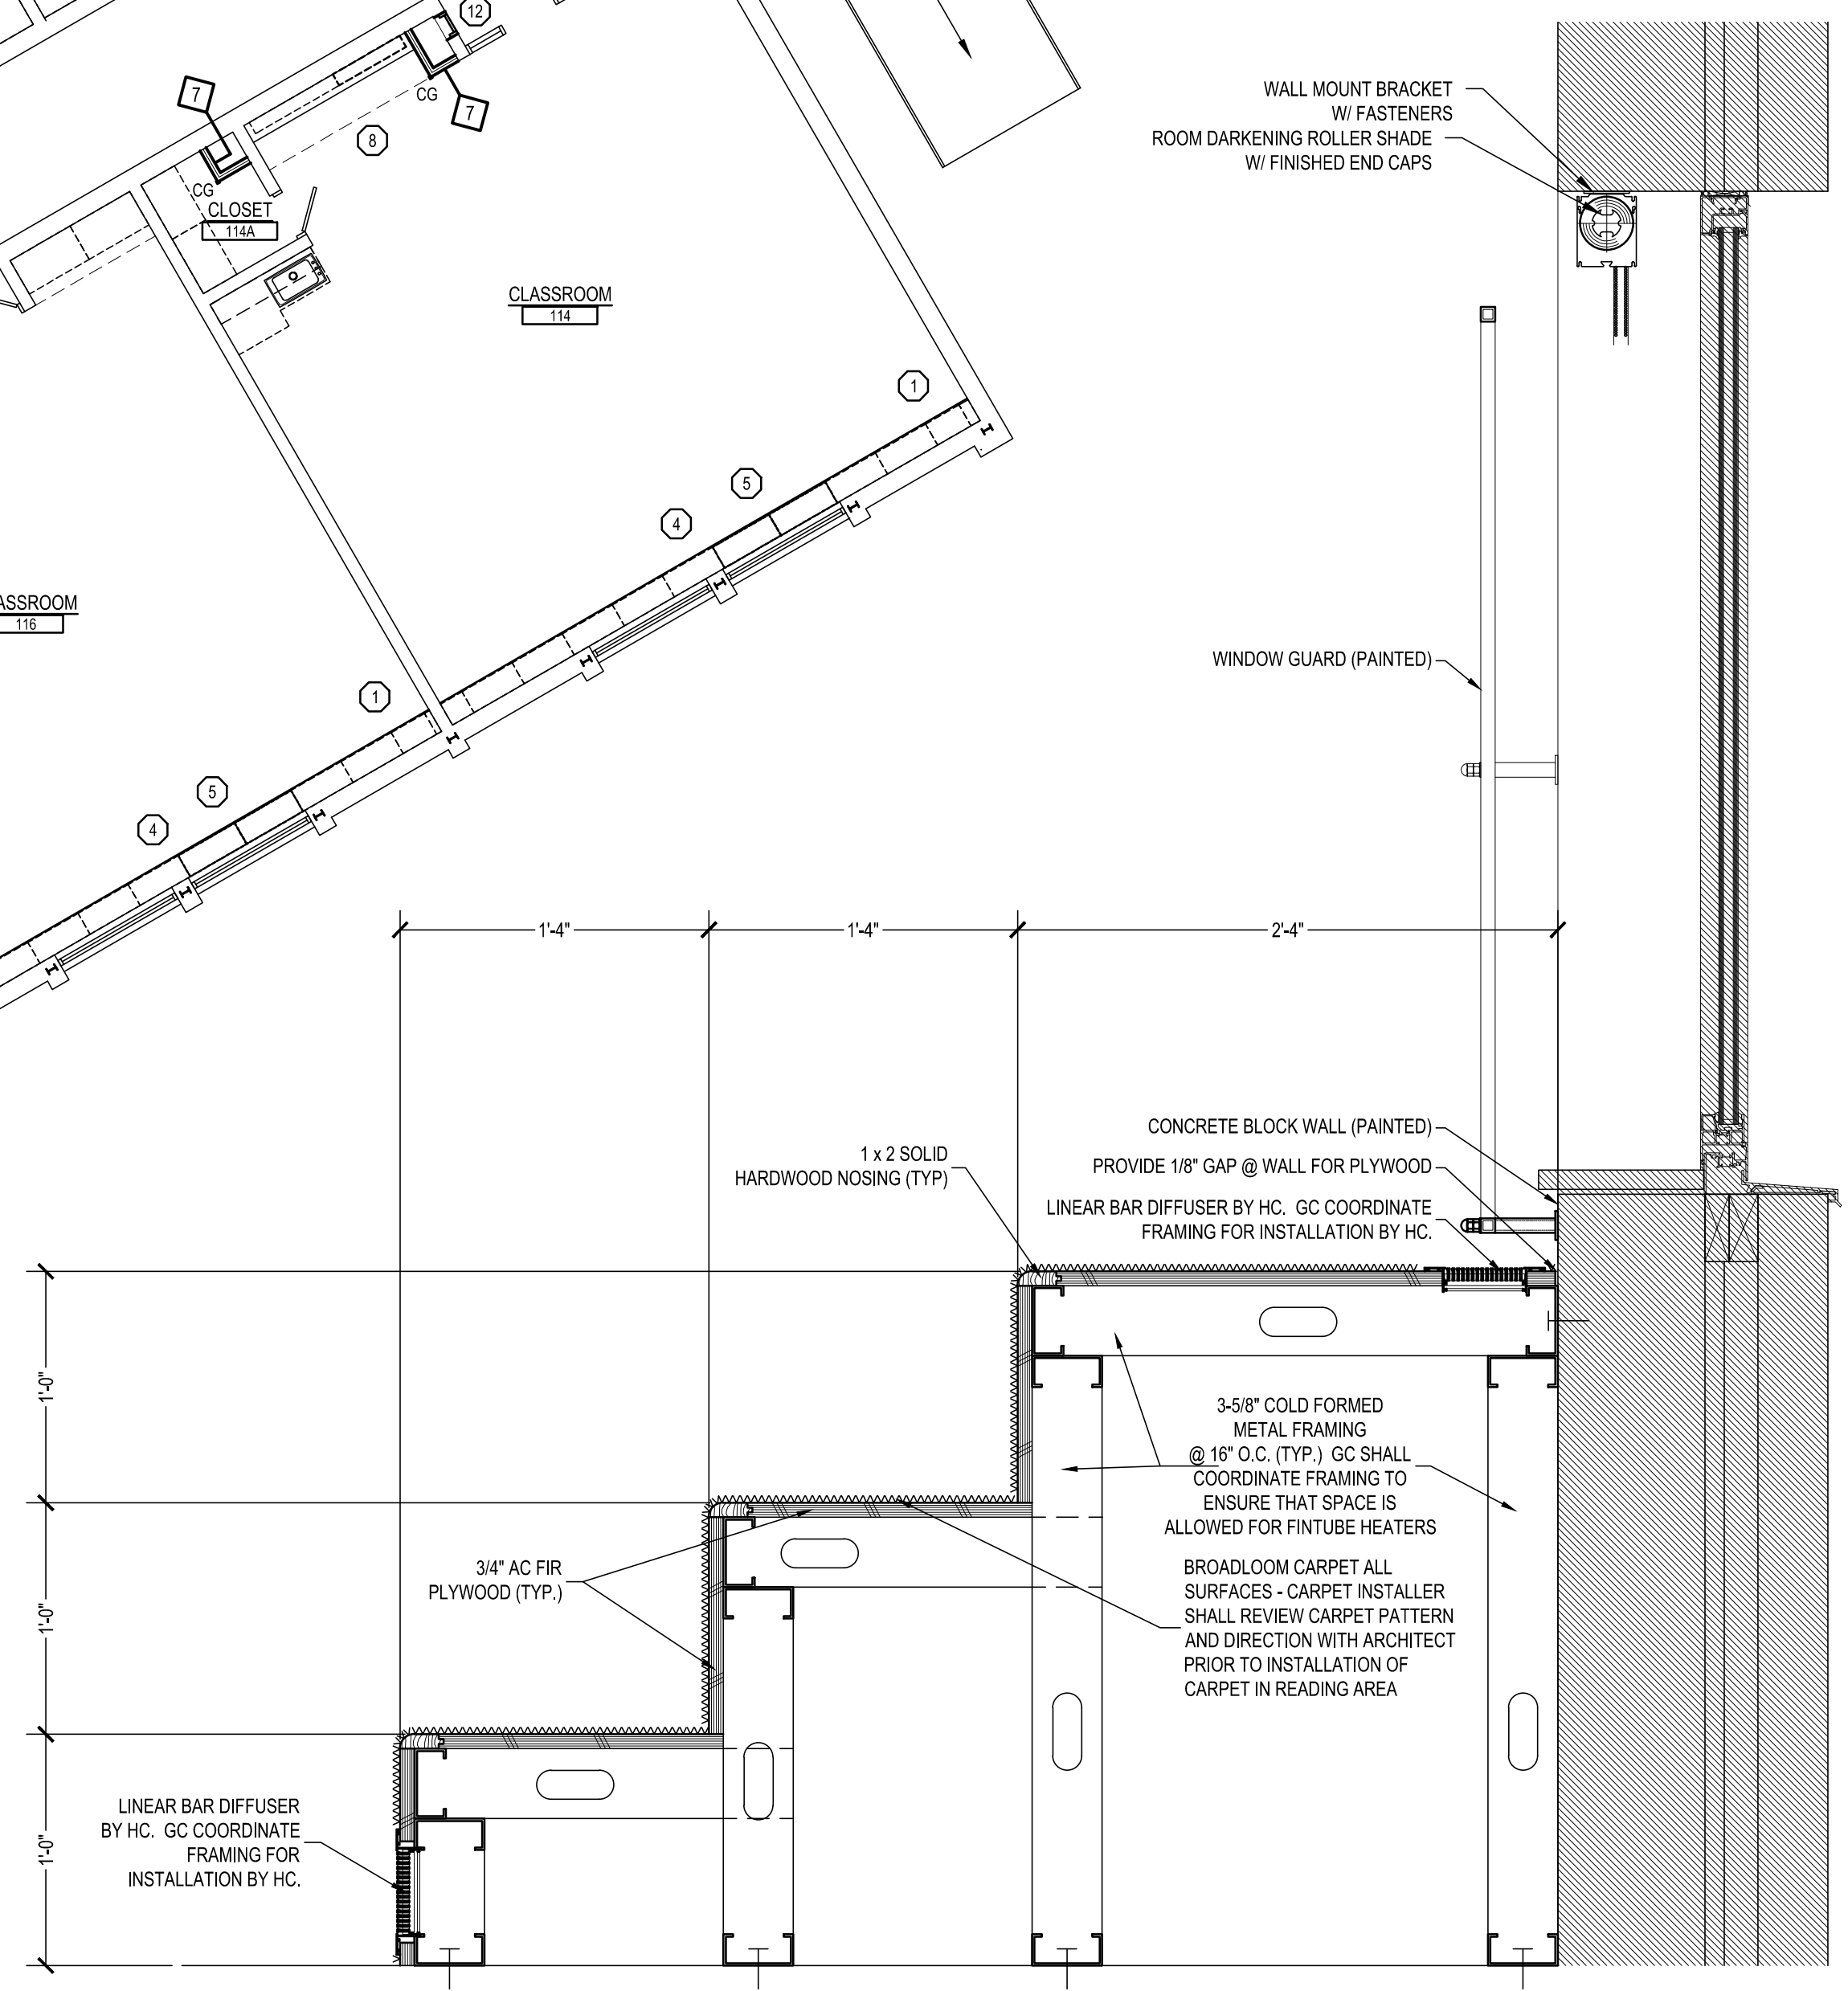 12
7
CG
7
8
CG
CLOSET
114A
CLASSROOM
114
1
5
4
ASSROOM
116
1
5
4
WALL MOUNT BRACKET
W/ FASTENERS
ROOM DARKENING ROLLER SHADE
W/ FINISHED END CAPS
WINDOW GUARD (PAINTED)
1'-4"
1'-4"
2'-4"
CONCRETE BLOCK WALL (PAINTED)
PROVIDE 1/8" GAP @ WALL FOR PLYWOOD
LINEAR BAR DIFFUSER BY HC. GC COORDINATE
FRAMING FOR INSTALLATION BY HC.
1 x 2 SOLID
HARDWOOD NOSING (TYP)
1'-0"
1'-0"
1'-0"
3-5/8" COLD FORMED
METAL FRAMING
@ 16" O.C. (TYP.) GC SHALL
COORDINATE FRAMING TO
ENSURE THAT SPACE IS
ALLOWED FOR FINTUBE HEATERS
3/4" AC FIR
PLYWOOD (TYP.)
BROADLOOM CARPET ALL
SURFACES - CARPET INSTALLER
SHALL REVIEW CARPET PATTERN
AND DIRECTION WITH ARCHITECT
PRIOR TO INSTALLATION OF
CARPET IN READING AREA
LINEAR BAR DIFFUSER
BY HC. GC COORDINATE
FRAMING FOR
INSTALLATION BY HC.